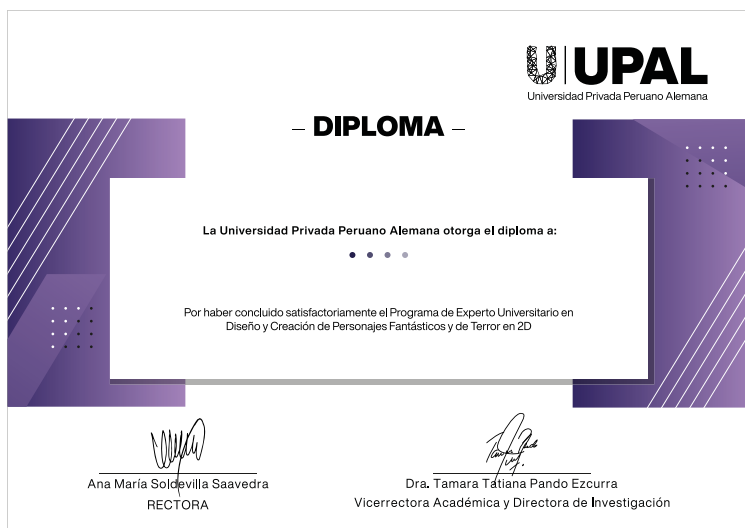 UPAL
Universidad Privada Peruano Alemana
– DIPLOMA –
La Universidad Privada Peruano Alemana otorga el diploma a:
Por haber concluido satisfactoriamente el Programa de Experto Universitario en
Diseño y Creación de Personajes Fantásticos y de Terror en 2D
Ana María Soldevilla Saavedra
RECTORA
Dra. Tamara Tatiana Pando Ezcurra
Vicerrectora Académica y Directora de Investigación